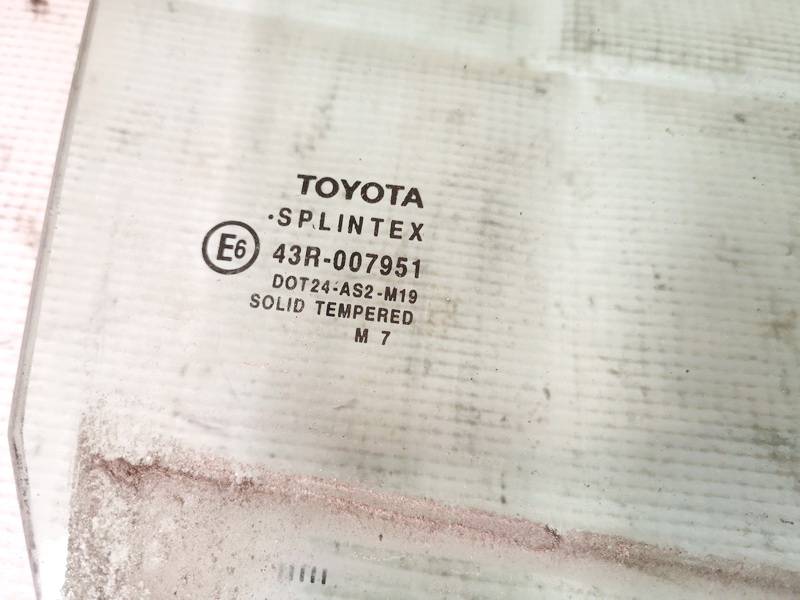 TOYOTA
·SPLINTEX
E6 43R-007951
DOT24-AS2-M19
SOLID TEMPERED
M 7